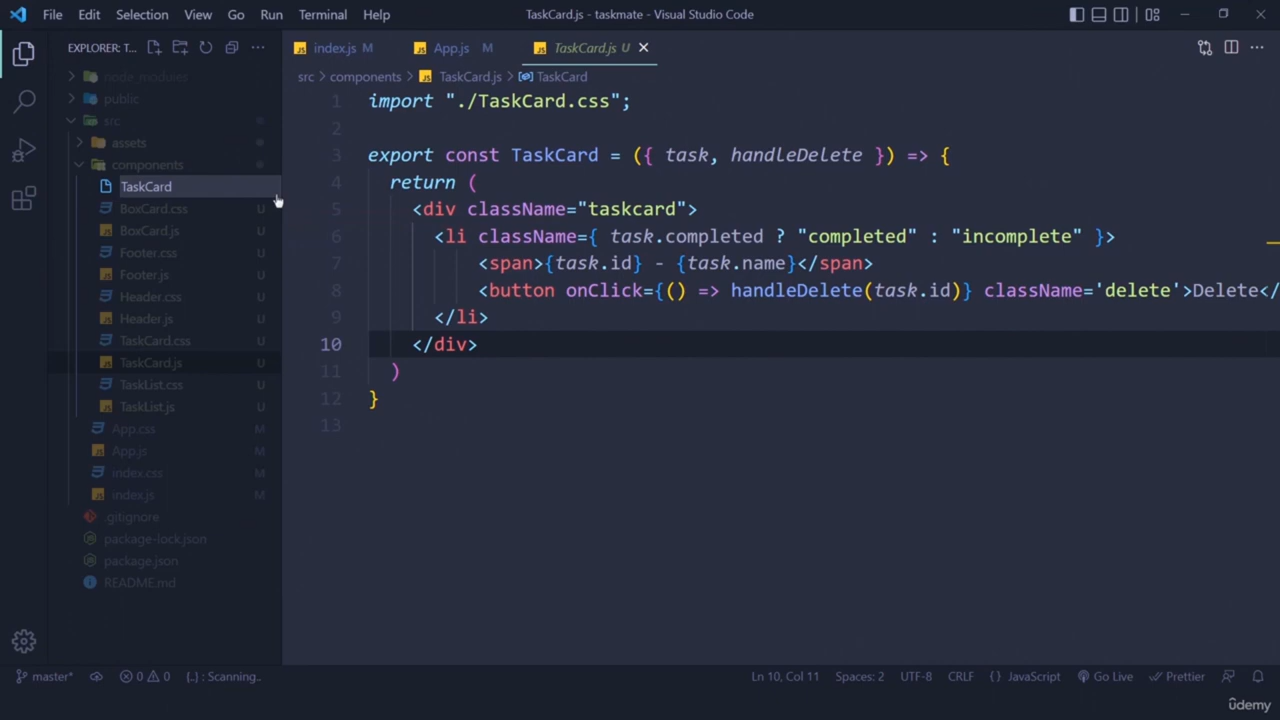 File Edit Selection View Go Run Terminal Help TaskCard.js - taskmate - Visual Studio Code
EXPLORER: T... index.js M App.js M TaskCard.js U
node_modules
public
src
assets
components
TaskCard
BoxCard.css U
BoxCard.js U
Footer.css U
Footer.js U
Header.css U
Header.js U
TaskCard.css U
TaskCard.js U
TaskList.css U
TaskList.js U
App.css M
App.js M
index.css M
index.js M
.gitignore
package-lock.json
package.json
README.md
src > components > TaskCard.js > TaskCard
1 import "./TaskCard.css";
2
3 export const TaskCard = ({ task, handleDelete }) => {
4 return (
5 <div className="taskcard">
6 <li className={ task.completed ? "completed" : "incomplete" }>
7 <span>{task.id} - {task.name}</span>
8 <button onClick={() => handleDelete(task.id)} className='delete'>Delete</
9 </li>
10 </div>
11 )
12 }
13
master* 0 0 {..} : Scanning.. Ln 10, Col 11 Spaces: 2 UTF-8 CRLF {} JavaScript Go Live Prettier
ûdemy